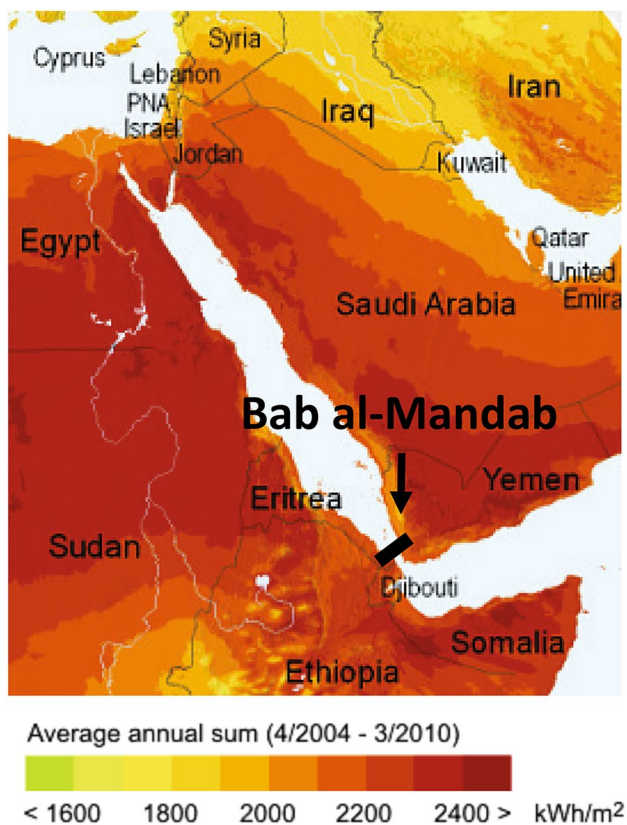 Cyprus
Syria
Lebanon
PNA
Israel
Jordan
Iraq
Iran
Kuwait
Egypt
Qatar
United
Emira
Saudi Arabia
Bab al-Mandab
Eritrea
Yemen
Sudan
Djibouti
Somalia
Ethiopia
Average annual sum (4/2004 - 3/2010)
< 1600 1800 2000 2200 2400 > kWh/m²